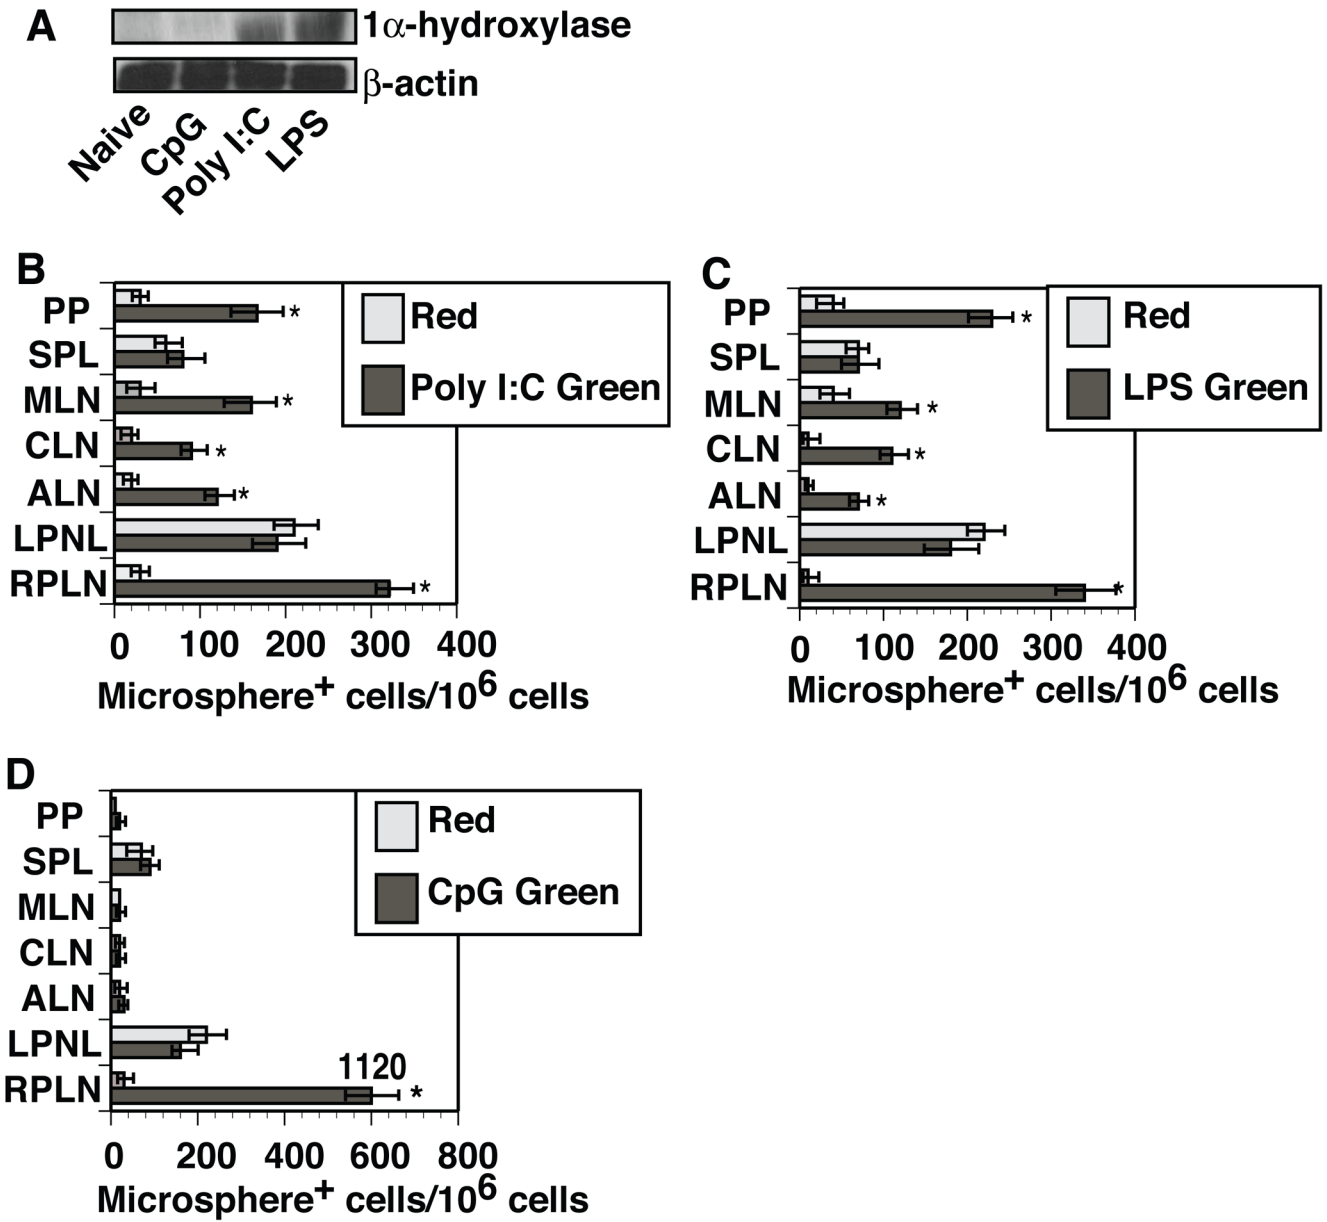 A
1α-hydroxylase
β-actin
Naive
CpG
Poly I:C
LPS
B
PP
SPL
MLN
CLN
ALN
LPNL
RPLN
Red
Poly I:C Green
*
*
*
*
*
0 100 200 300 400
Microsphere+ cells/10^6 cells
C
PP
SPL
MLN
CLN
ALN
LPNL
RPLN
Red
LPS Green
*
*
*
*
*
0 100 200 300 400
Microsphere+ cells/10^6 cells
D
PP
SPL
MLN
CLN
ALN
LPNL
RPLN
Red
CpG Green
1120
*
0 200 400 600 800
Microsphere+ cells/10^6 cells